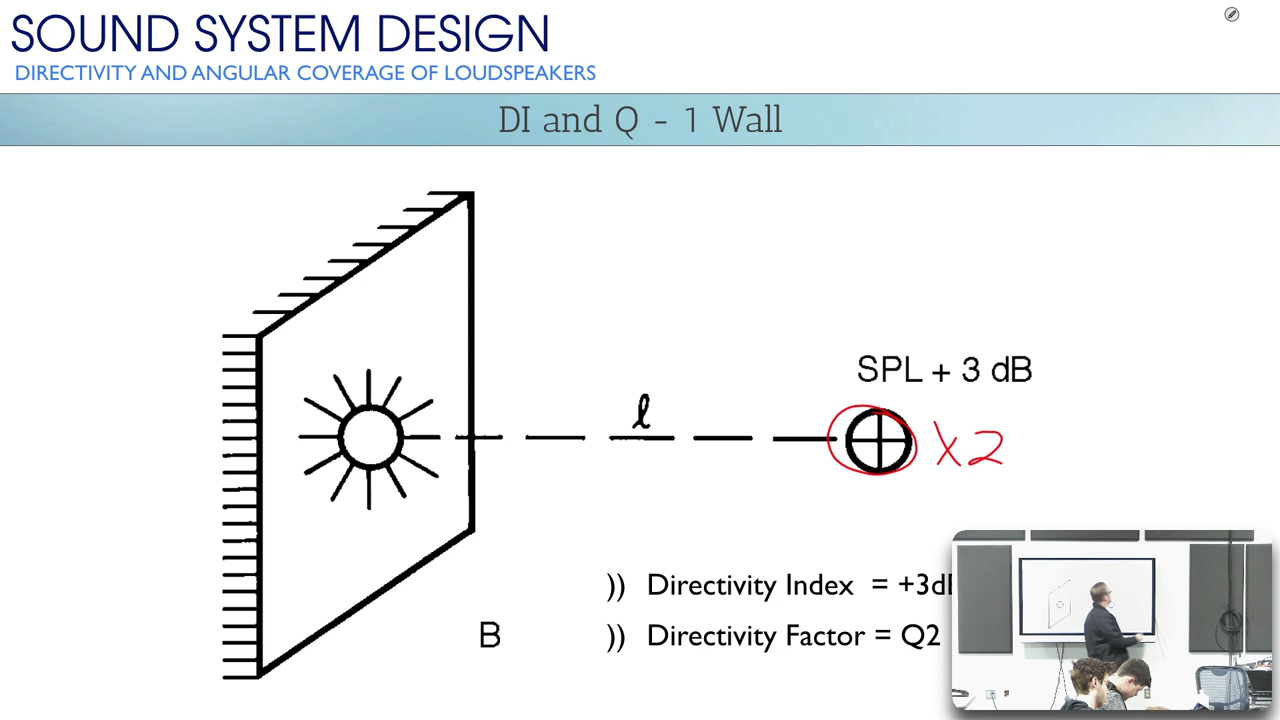 SOUND SYSTEM DESIGN
DIRECTIVITY AND ANGULAR COVERAGE OF LOUDSPEAKERS
DI and Q - 1 Wall
SPL + 3 dB
ℓ
X2
)) Directivity Index = +3d
B
)) Directivity Factor = Q2